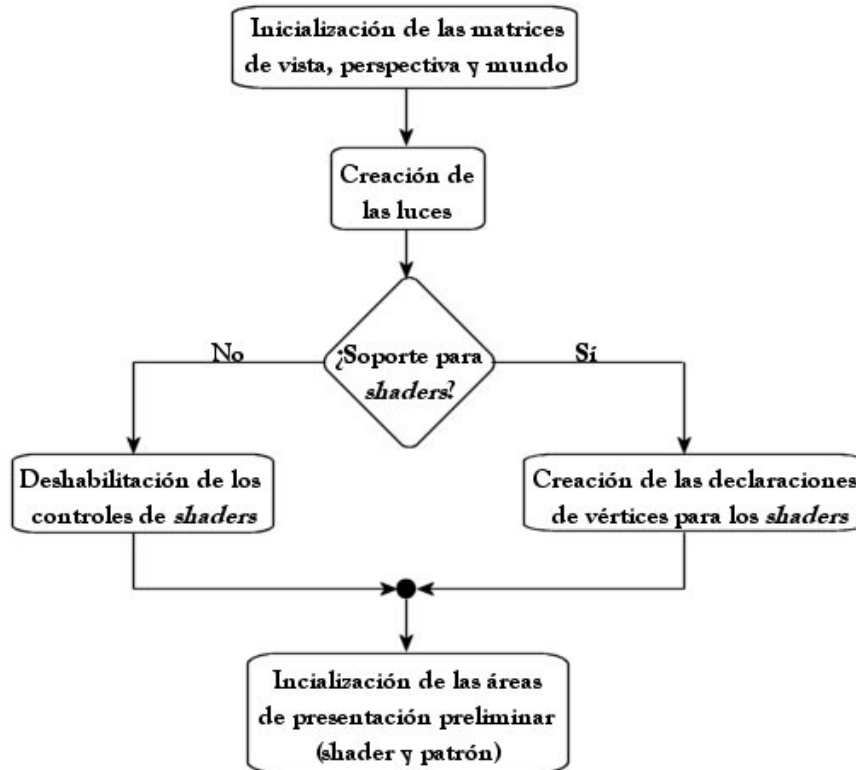 Inicialización de las matrices
de vista, perspectiva y mundo
Creación de
las luces
¿Soporte para
shaders?
No
Sí
Deshabilitación de los
controles de shaders
Creación de las declaraciones
de vértices para los shaders
Incialización de las áreas
de presentación preliminar
(shader y patrón)